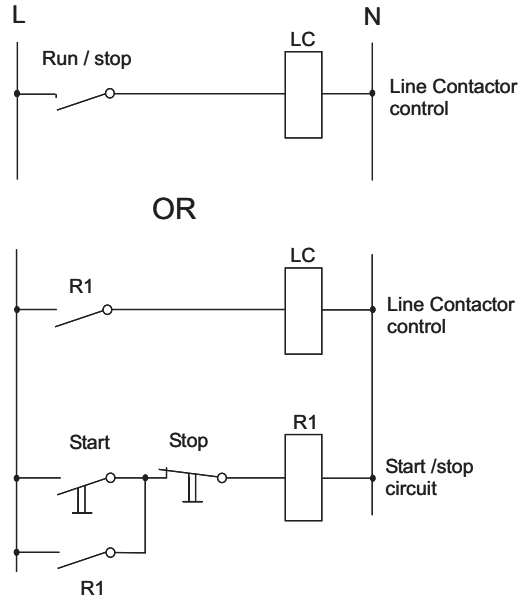 L
N
Run / stop
LC
Line Contactor
control
OR
R1
LC
Line Contactor
control
Start
Stop
R1
Start /stop
circuit
R1